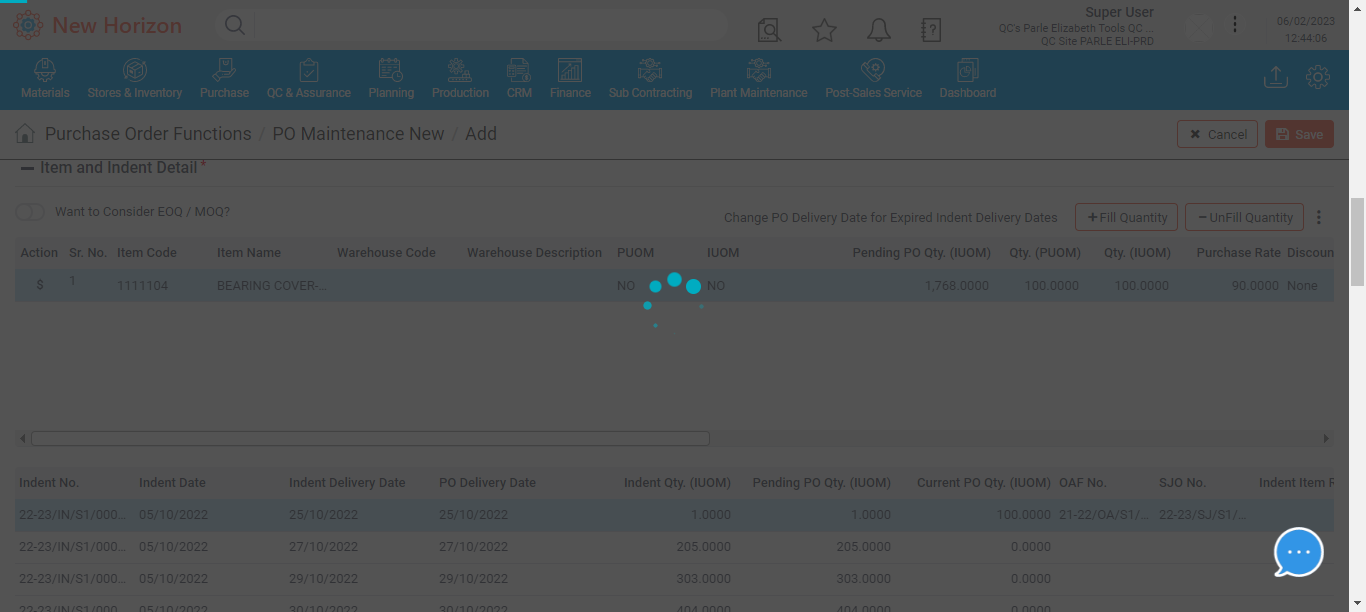 New Horizon
Super User
QC's Parle Elizabeth Tools QC ...
QC Site PARLE ELI-PRD
06/02/2023
12:44:06
Materials Stores & Inventory Purchase QC & Assurance Planning Production CRM Finance Sub Contracting Plant Maintenance Post-Sales Service Dashboard
Purchase Order Functions / PO Maintenance New / Add
Cancel Save
Item and Indent Detail *
Want to Consider EOQ / MOQ?
Change PO Delivery Date for Expired Indent Delivery Dates Fill Quantity UnFill Quantity
Action Sr. No. Item Code Item Name Warehouse Code Warehouse Description PUOM IUOM Pending PO Qty. (IUOM) Qty. (PUOM) Qty. (IUOM) Purchase Rate Discoun
$ 1 1111104 BEARING COVER-... NO NO 1,768.0000 100.0000 100.0000 90.0000 None
Indent No. Indent Date Indent Delivery Date PO Delivery Date Indent Qty. (IUOM) Pending PO Qty. (IUOM) Current PO Qty. (IUOM) OAF No. SJO No. Indent Item R
22-23/IN/S1/000... 05/10/2022 25/10/2022 25/10/2022 1.0000 1.0000 100.0000 21-22/OA/S1/... 22-23/SJ/S1/...
22-23/IN/S1/000... 05/10/2022 27/10/2022 27/10/2022 205.0000 205.0000 0.0000
22-23/IN/S1/000... 05/10/2022 29/10/2022 29/10/2022 303.0000 303.0000 0.0000
22-23/IN/S1/000... 05/10/2022 30/10/2022 30/10/2022 404.0000 404.0000 0.0000